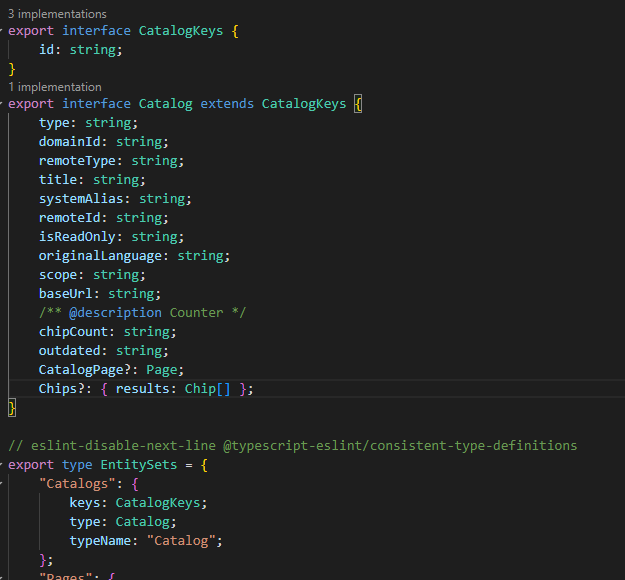 3 implementations
export interface CatalogKeys {
id: string;
}
1 implementation
export interface Catalog extends CatalogKeys {
type: string;
domainId: string;
remoteType: string;
title: string;
systemAlias: string;
remoteId: string;
isReadOnly: string;
originalLanguage: string;
scope: string;
baseUrl: string;
/** @description Counter */
chipCount: string;
outdated: string;
CatalogPage?: Page;
Chips?: { results: Chip[] };
}
// eslint-disable-next-line @typescript-eslint/consistent-type-definitions
export type EntitySets = {
"Catalogs": {
keys: CatalogKeys;
type: Catalog;
typeName: "Catalog";
};
"Pages": {